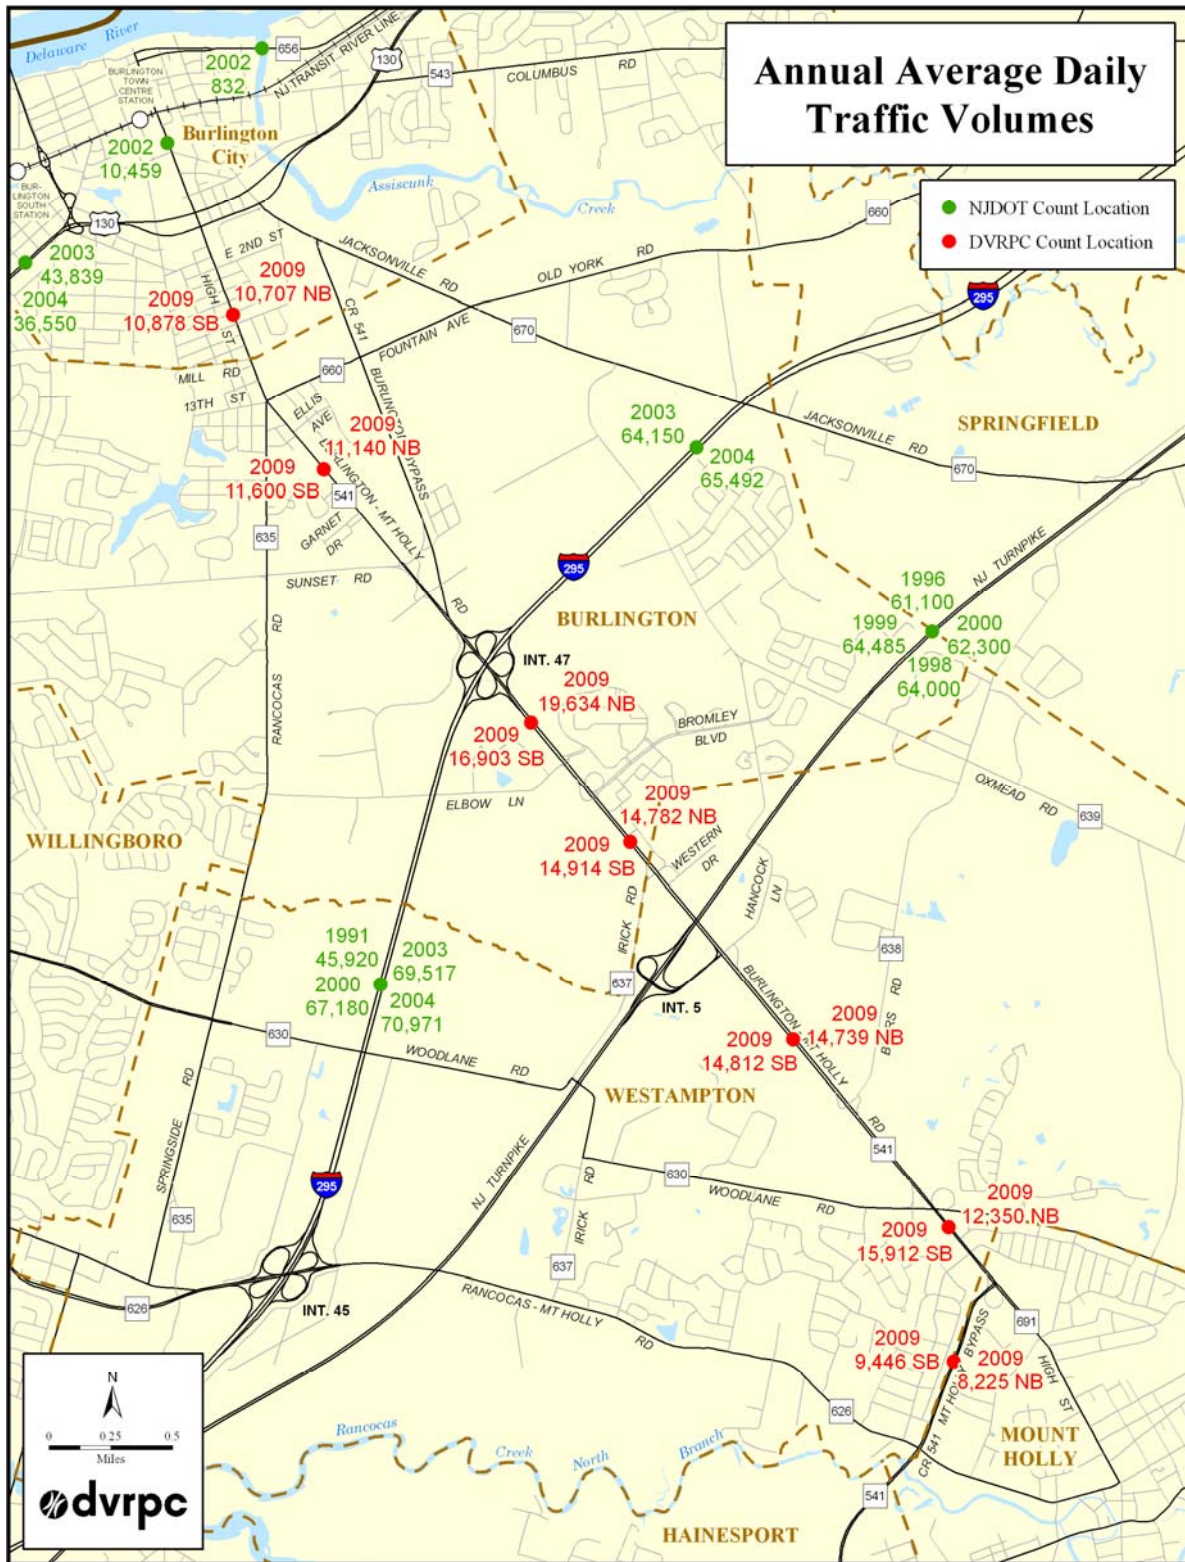 Annual Average Daily
Traffic Volumes
NJDOT Count Location
DVRPC Count Location
Delaware River
BURLINGTON
TOWN
CENTRE
STATION
2002
832
656
NJ TRANSIT RIVER LINE
130
543
COLUMBUS RD
Burlington
City
2002
10,459
BUR-
LINGTON
SOUTH
STATION
130
Assiscunk
Creek
660
2003
43,839
2004
36,550
E 2ND ST
JACKSONVILLE RD
OLD YORK RD
295
2009
10,707 NB
2009
10,878 SB
HIGH ST
CR 541
BURLINGTON BYPASS
FOUNTAIN AVE
670
MILL RD
13TH ST
660
ELLIS
AVE
2009
11,140 NB
2009
11,600 SB
BURLINGTON - MT HOLLY
RD
541
GARNET
DR
635
SUNSET RD
2003
64,150
2004
65,492
JACKSONVILLE RD
SPRINGFIELD
670
295
BURLINGTON
NJ TURNPIKE
1996
61,100
1999
64,485
2000
62,300
1998
64,000
INT. 47
RANCOCAS RD
2009
19,634 NB
2009
16,903 SB
BROMLEY
BLVD
ELBOW LN
OXMEAD RD
639
WILLINGBORO
2009
14,782 NB
2009
14,914 SB
WESTERN
DR
HANCOCK
LN
IRICK RD
1991
45,920
2000
67,180
2003
69,517
2004
70,971
637
INT. 5
638
630
WOODLANE RD
BURLINGTON - MT HOLLY
RD
2009
14,739 NB
2009
14,812 SB
RD
WESTAMPTON
541
SPRINGSIDE RD
NJ TURNPIKE
295
630
WOODLANE RD
IRICK RD
2009
12,350 NB
2009
15,912 SB
635
637
626
INT. 45
RANCOCAS - MT HOLLY
RD
691
HIGH ST
2009
9,446 SB
2009
8,225 NB
CR 541 MT HOLLY BYPASS
626
MOUNT
HOLLY
N
0 0.25 0.5
Miles
dvrpc
Rancocas
Creek
North
Branch
541
HAINESPORT